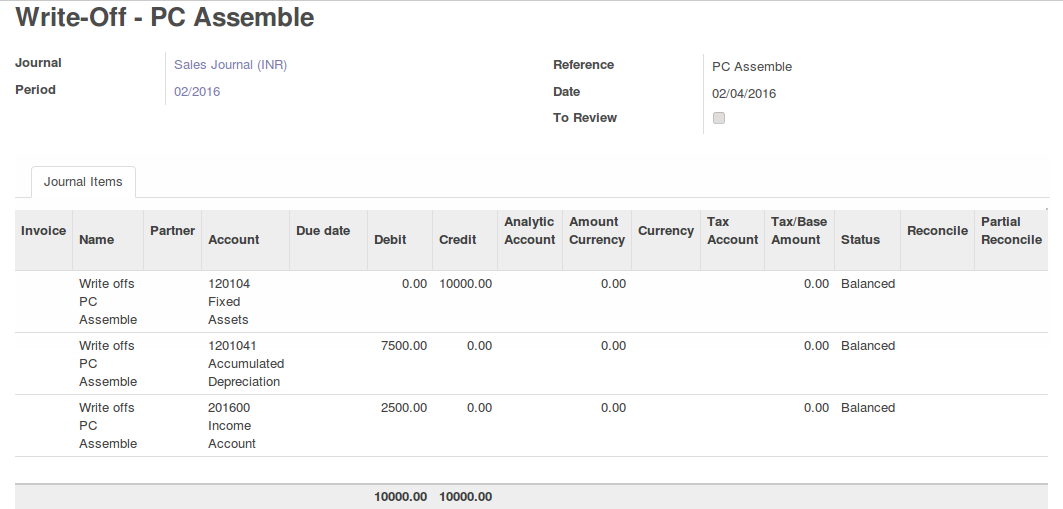 Write-Off - PC Assemble
Journal Sales Journal (INR) Reference PC Assemble
Period 02/2016 Date 02/04/2016
To Review
Journal Items
Invoice Name Partner Account Due date Debit Credit Analytic Account Amount Currency Currency Tax Account Tax/Base Amount Status Reconcile Partial Reconcile
Write offs 120104 0.00 10000.00 0.00 0.00 Balanced
PC Fixed
Assemble Assets
Write offs 1201041 7500.00 0.00 0.00 0.00 Balanced
PC Accumulated
Assemble Depreciation
Write offs 201600 2500.00 0.00 0.00 0.00 Balanced
PC Income
Assemble Account
10000.00 10000.00